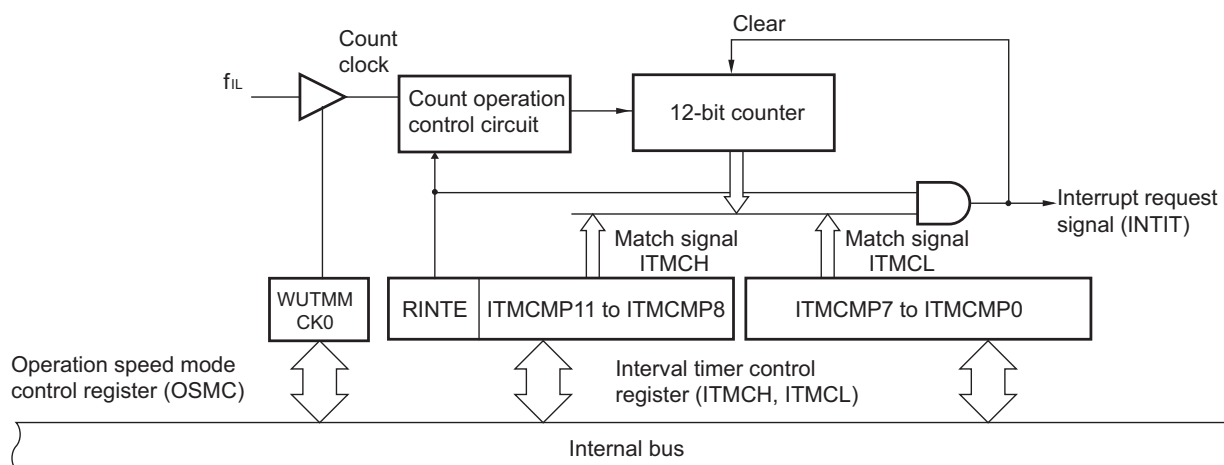 Clear
Count
clock
fIL
Count operation
control circuit
12-bit counter
Interrupt request
signal (INTIT)
Match signal
ITMCH
Match signal
ITMCL
WUTMM
CK0
RINTE
ITMCMP11 to ITMCMP8
ITMCMP7 to ITMCMP0
Operation speed mode
control register (OSMC)
Interval timer control
register (ITMCH, ITMCL)
Internal bus